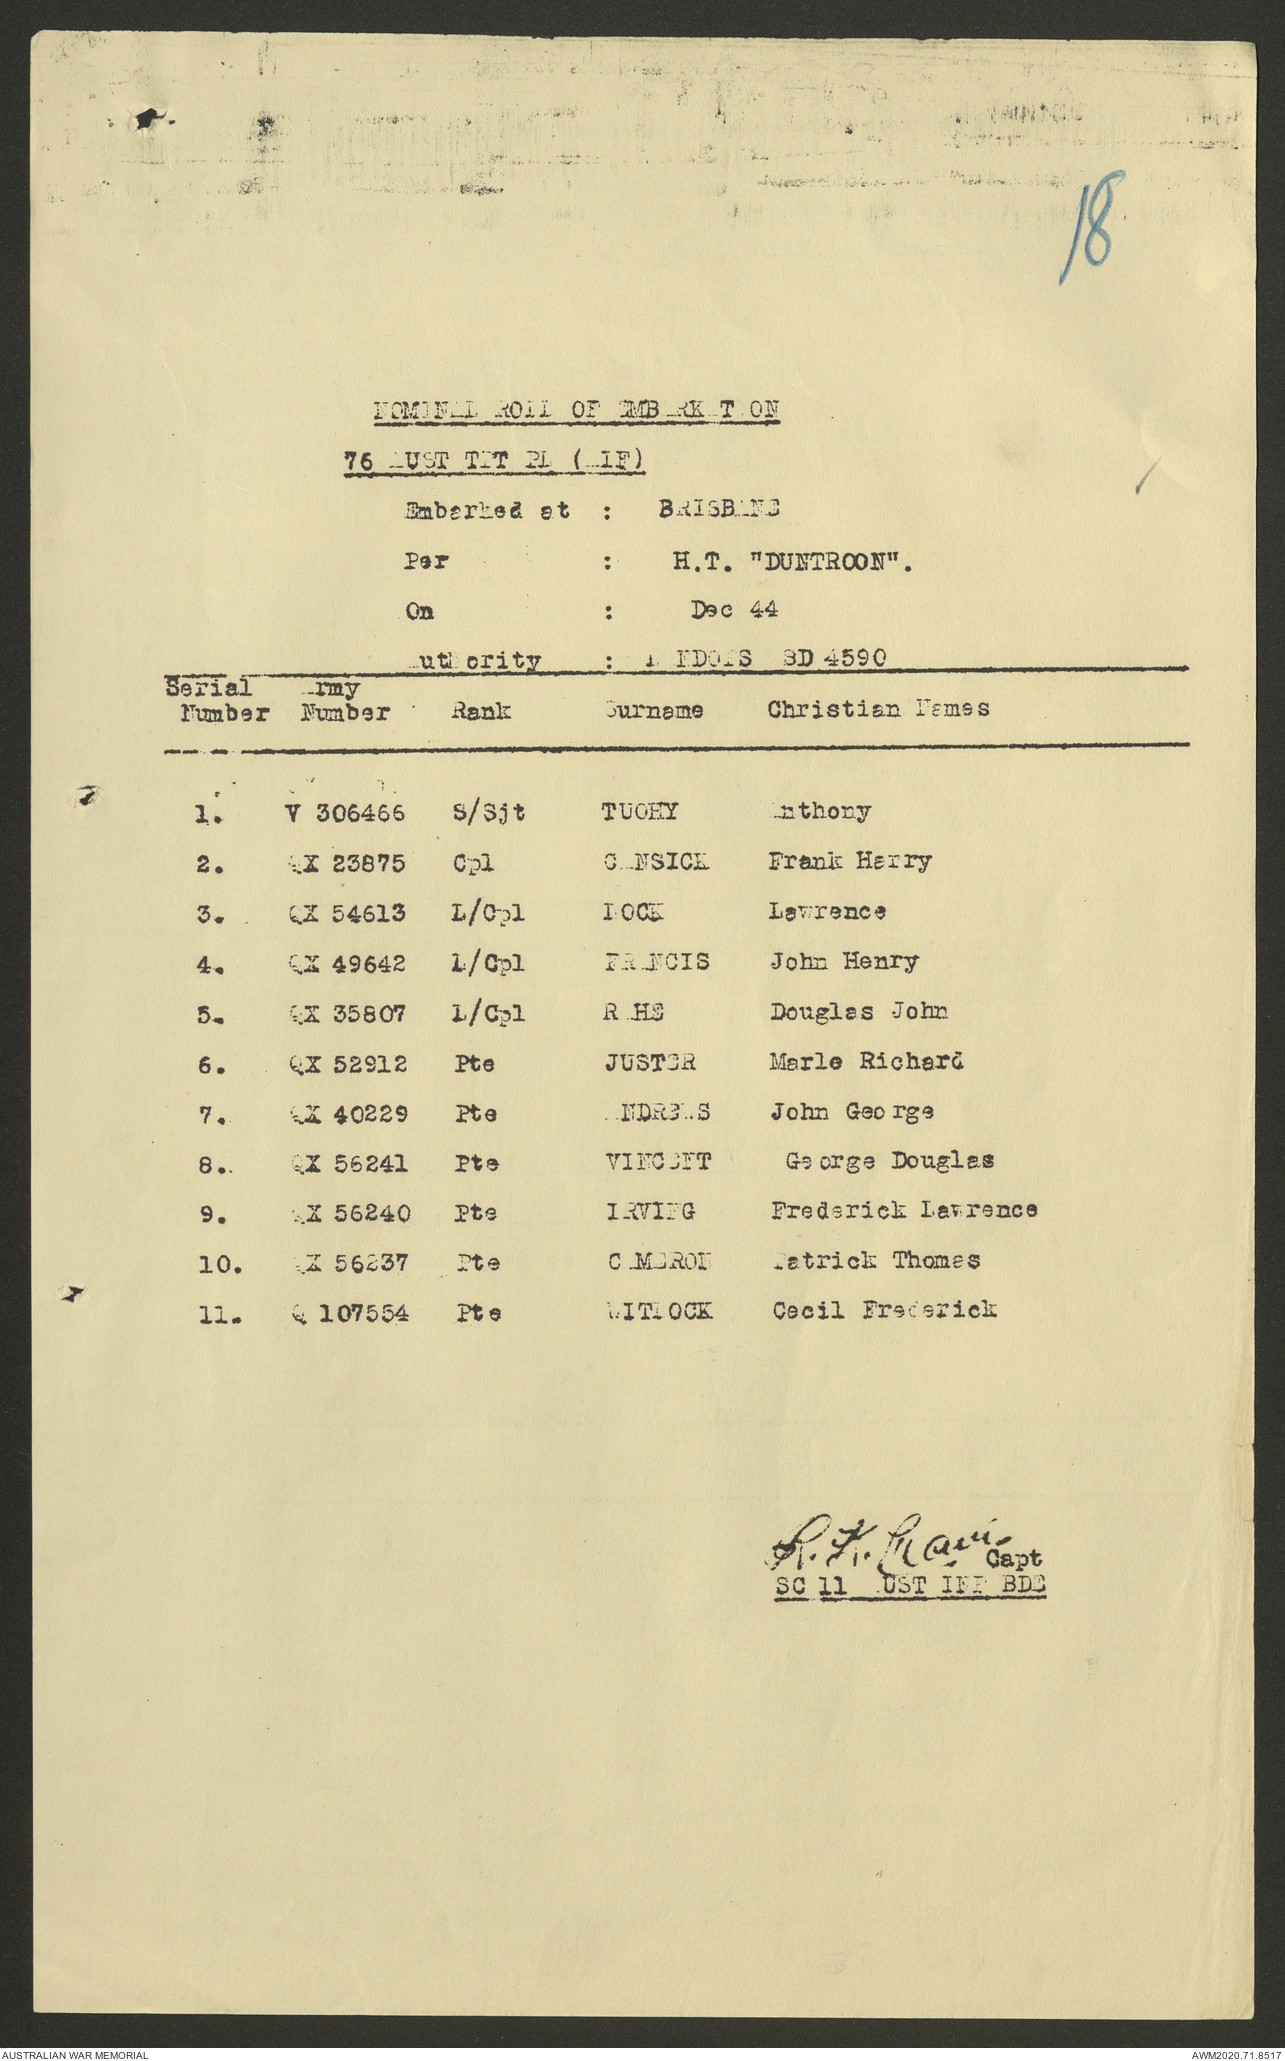 18
NOMINAL ROLL OF EMBARKATION
76 AUST TPT PL (AIF)
Embarked at : BRISBANE
Per : H.T. "DUNTROON".
On : Dec 44
Authority : LANDOPS SD 4590
Serial Number Army Number Rank Surname Christian Names
1. V 306466 S/Sjt TUOHY Anthony
2. QX 23875 Cpl CANSICK Frank Harry
3. QX 54613 L/Cpl LOCK Lawrence
4. QX 49642 L/Cpl FRANCIS John Henry
5. QX 35807 L/Cpl RAHE Douglas John
6. QX 52912 Pte JUSTER Marle Richard
7. QX 40229 Pte ANDREWS John George
8. QX 56241 Pte VINCENT George Douglas
9. QX 56240 Pte IRVING Frederick Lawrence
10. QX 56237 Pte CAMERON Patrick Thomas
11. Q 107554 Pte WITLOCK Cecil Frederick
Capt
SC 11 AUST INF BDE
AUSTRALIAN WAR MEMORIAL
AWM2020.71.8517